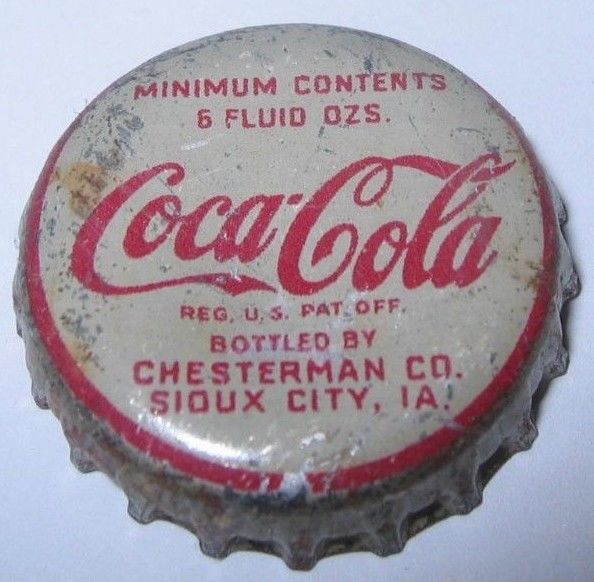 MINIMUM CONTENTS
6 FLUID OZS.
Coca-Cola
REG. U.S. PAT. OFF.
BOTTLED BY
CHESTERMAN CO.
SIOUX CITY, IA.